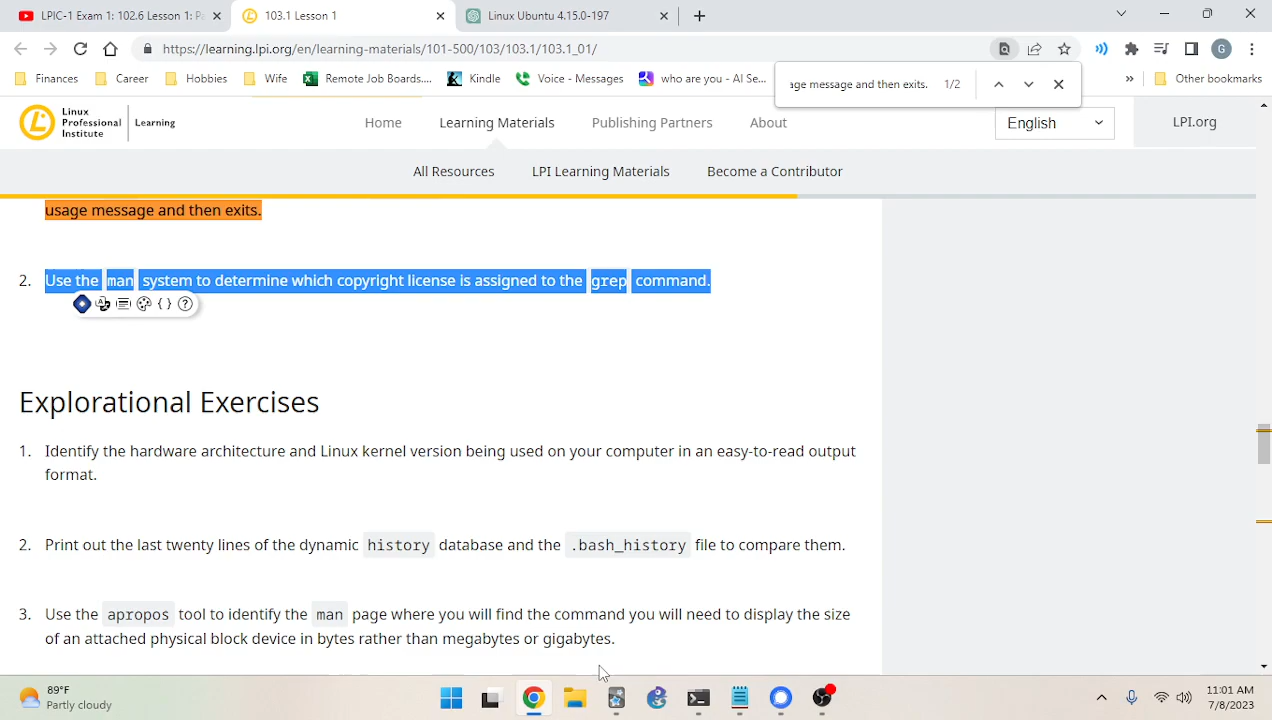 LPIC-1 Exam 1: 102.6 Lesson 1: Pa
103.1 Lesson 1
Linux Ubuntu 4.15.0-197
https://learning.lpi.org/en/learning-materials/101-500/103/103.1/103.1_01/
G
Finances
Career
Hobbies
Wife
Remote Job Boards....
Kindle
Voice - Messages
who are you - AI Se...
»
Other bookmarks
age message and then exits.
1/2
Linux
Professional
Institute
Learning
Home
Learning Materials
Publishing Partners
About
English
LPI.org
All Resources
LPI Learning Materials
Become a Contributor
usage message and then exits.
2. Use the man system to determine which copyright license is assigned to the grep command.
Explorational Exercises
1. Identify the hardware architecture and Linux kernel version being used on your computer in an easy-to-read output
format.
2. Print out the last twenty lines of the dynamic history database and the .bash_history file to compare them.
3. Use the apropos tool to identify the man page where you will find the command you will need to display the size
of an attached physical block device in bytes rather than megabytes or gigabytes.
89°F
Partly cloudy
11:01 AM
7/8/2023